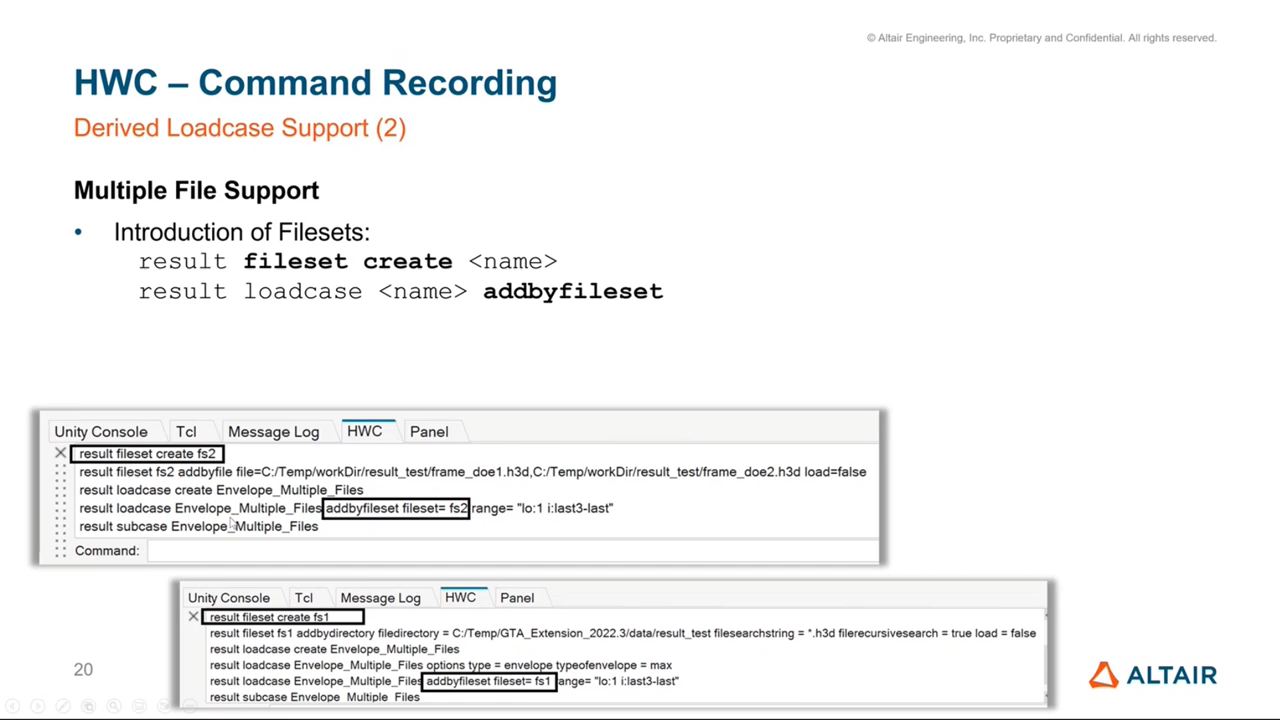 © Altair Engineering, Inc. Proprietary and Confidential. All rights reserved.
HWC – Command Recording
Derived Loadcase Support (2)
Multiple File Support
• Introduction of Filesets:
result fileset create <name>
result loadcase <name> addbyfileset
Unity Console Tcl Message Log HWC Panel
result fileset create fs2
result fileset fs2 addbyfile file=C:/Temp/workDir/result_test/frame_doe1.h3d,C:/Temp/workDir/result_test/frame_doe2.h3d load=false
result loadcase create Envelope_Multiple_Files
result loadcase Envelope_Multiple_Files addbyfileset fileset= fs2 range= "lo:1 i:last3-last"
result subcase Envelope_Multiple_Files
Command:
Unity Console Tcl Message Log HWC Panel
result fileset create fs1
result fileset fs1 addbydirectory filedirectory = C:/Temp/GTA_Extension_2022.3/data/result_test filesearchstring = *.h3d filerecursivesearch = true load = false
result loadcase create Envelope_Multiple_Files
result loadcase Envelope_Multiple_Files options type = envelope typeofenvelope = max
result loadcase Envelope_Multiple_Files addbyfileset fileset= fs1 range= "lo:1 i:last3-last"
result subcase Envelope_Multiple_Files
20
ALTAIR